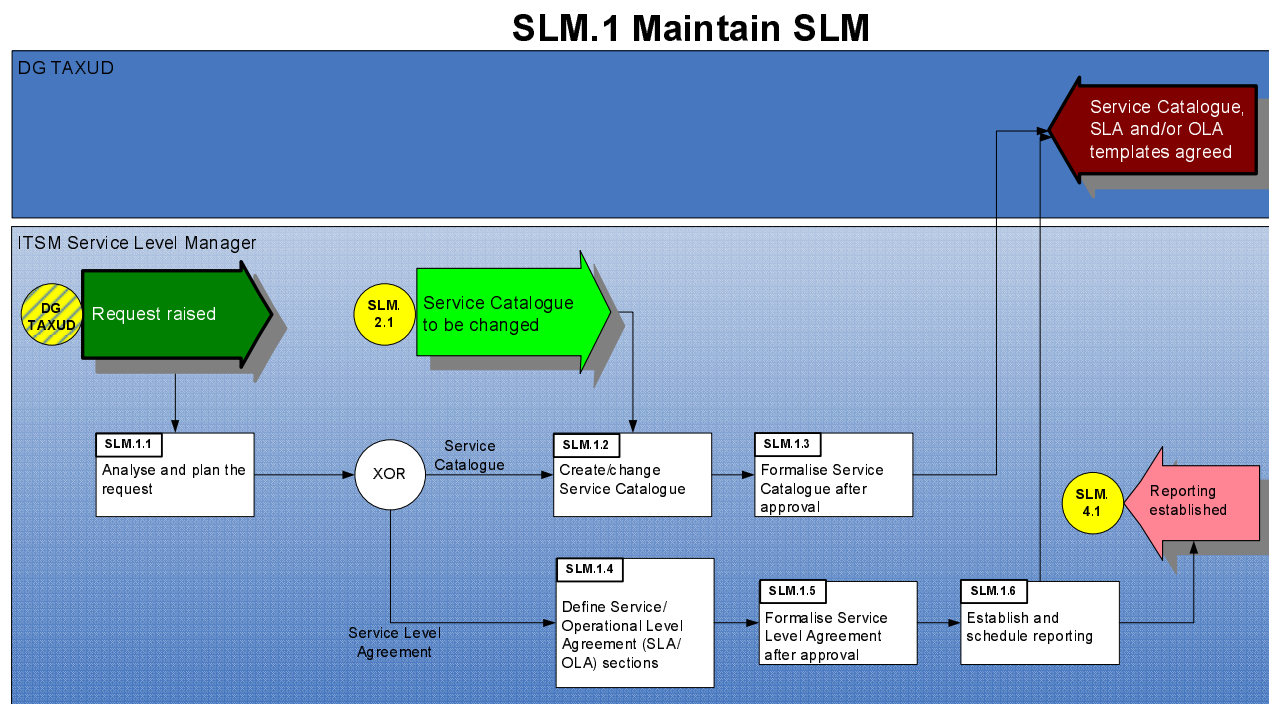 SLM.1 Maintain SLM
DG TAXUD
Service Catalogue,
SLA and/or OLA
templates agreed
ITSM Service Level Manager
DG
TAXUD
Request raised
SLM.
2.1
Service Catalogue
to be changed
SLM.1.1
Analyse and plan the
request
XOR
Service
Catalogue
SLM.1.2
Create/change
Service Catalogue
SLM.1.3
Formalise Service
Catalogue after
approval
SLM.
4.1
Reporting
established
Service Level
Agreement
SLM.1.4
Define Service/
Operational Level
Agreement (SLA/
OLA) sections
SLM.1.5
Formalise Service
Level Agreement
after approval
SLM.1.6
Establish and
schedule reporting